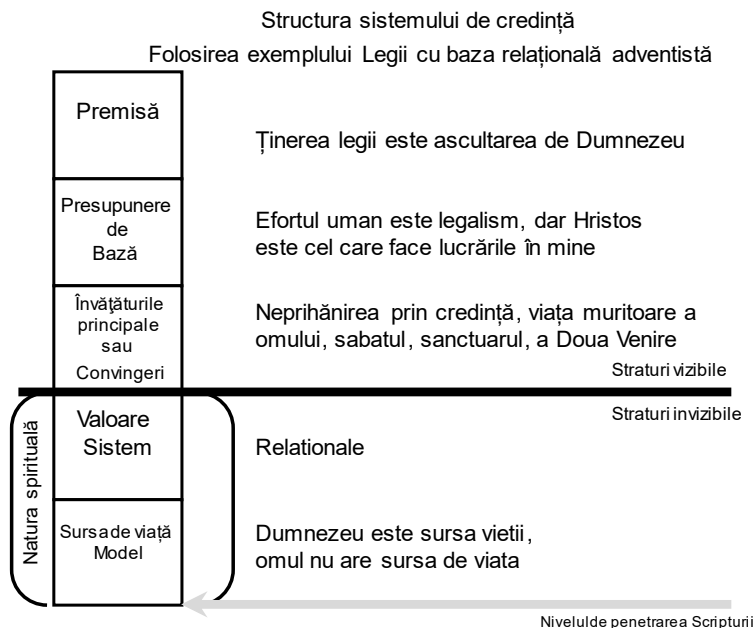 Structura sistemului de credință
Folosirea exemplului Legii cu baza relațională adventistă
Premisă
Ținerea legii este ascultarea de Dumnezeu
Presupunere
de
Bază
Efortul uman este legalism, dar Hristos
este cel care face lucrările în mine
Învăţăturile
principale
sau
Convingeri
Neprihănirea prin credință, viața muritoare a
omului, sabatul, sanctuarul, a Doua Venire
Straturi vizibile
Straturi invizibile
Natura spirituală
Valoare
Sistem
Relationale
Sursa de viață
Model
Dumnezeu este sursa vietii,
omul nu are sursa de viata
Nivelulde penetrarea Scripturii